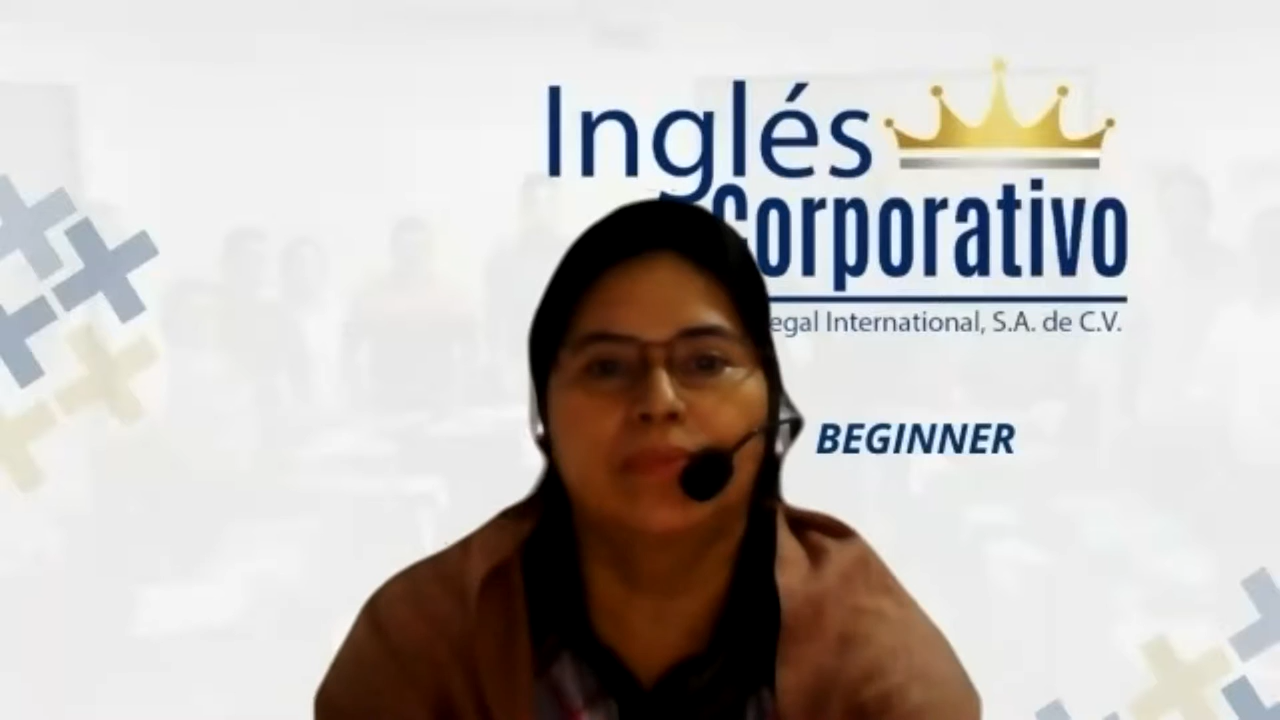 Inglés
Corporativo
egal International, S.A. de C.V.
BEGINNER